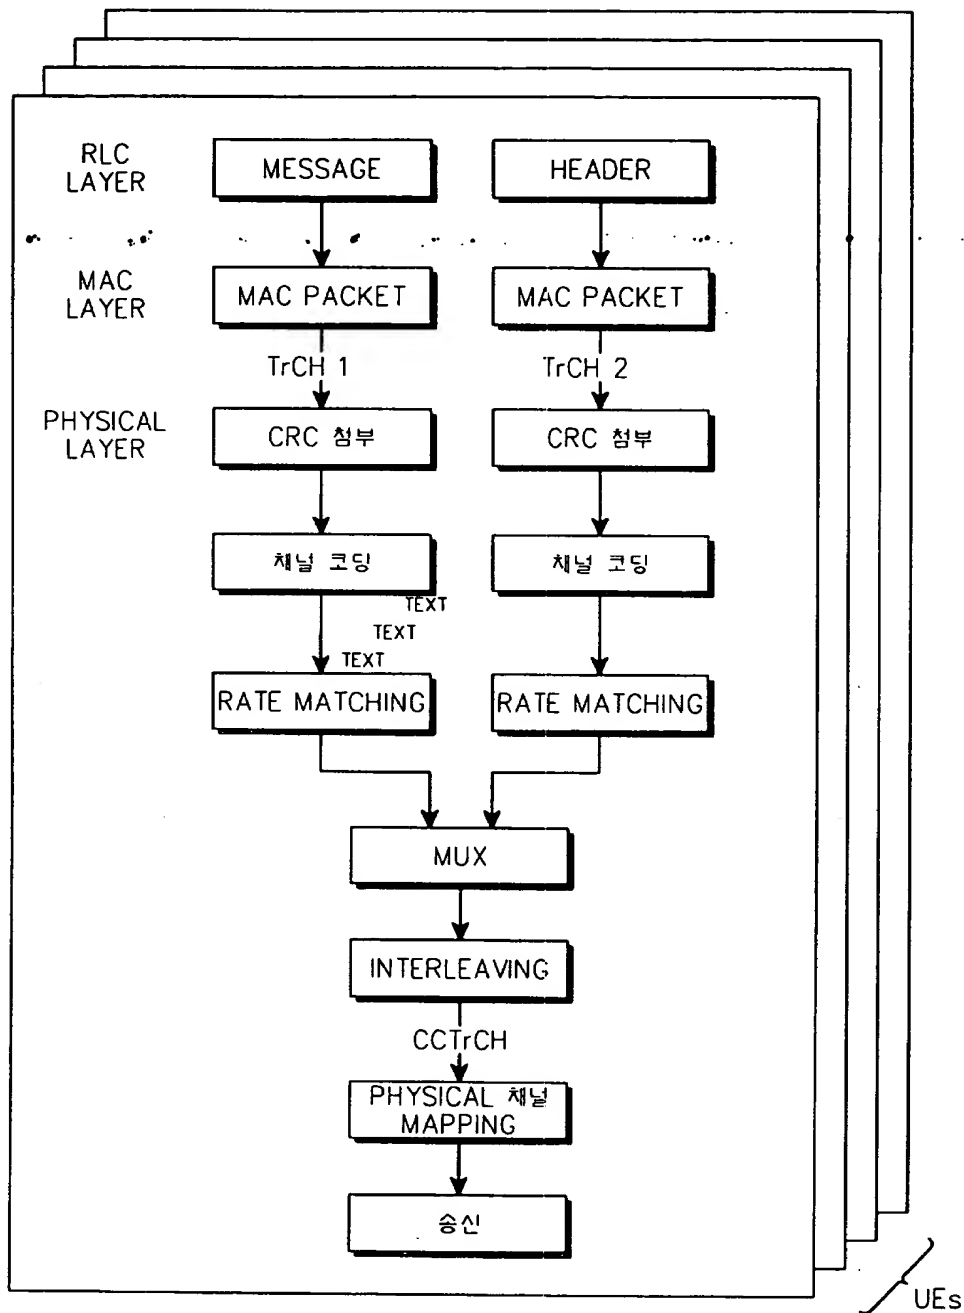 RLC
LAYER
MESSAGE
HEADER
MAC
LAYER
MAC PACKET
MAC PACKET
TrCH 1
TrCH 2
PHYSICAL
LAYER
CRC 첨부
CRC 첨부
채널 코딩
채널 코딩
TEXT
TEXT
TEXT
RATE MATCHING
RATE MATCHING
MUX
INTERLEAVING
CCTrCH
PHYSICAL 채널
MAPPING
송신
UEs